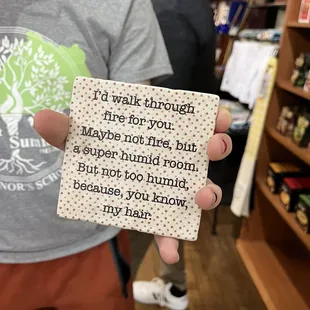 I'd walk through
fire for you.
Maybe not fire, but
a super humid room.
But not too humid,
because, you know,
my hair.